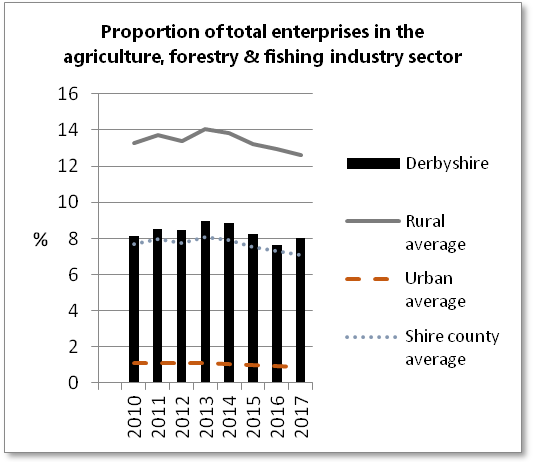 Proportion of total enterprises in the
agriculture, forestry & fishing industry sector
16
14
12
10
8
6
4
2
0
%
2010
2011
2012
2013
2014
2015
2016
2017
Derbyshire
Rural
average
Urban
average
Shire county
average